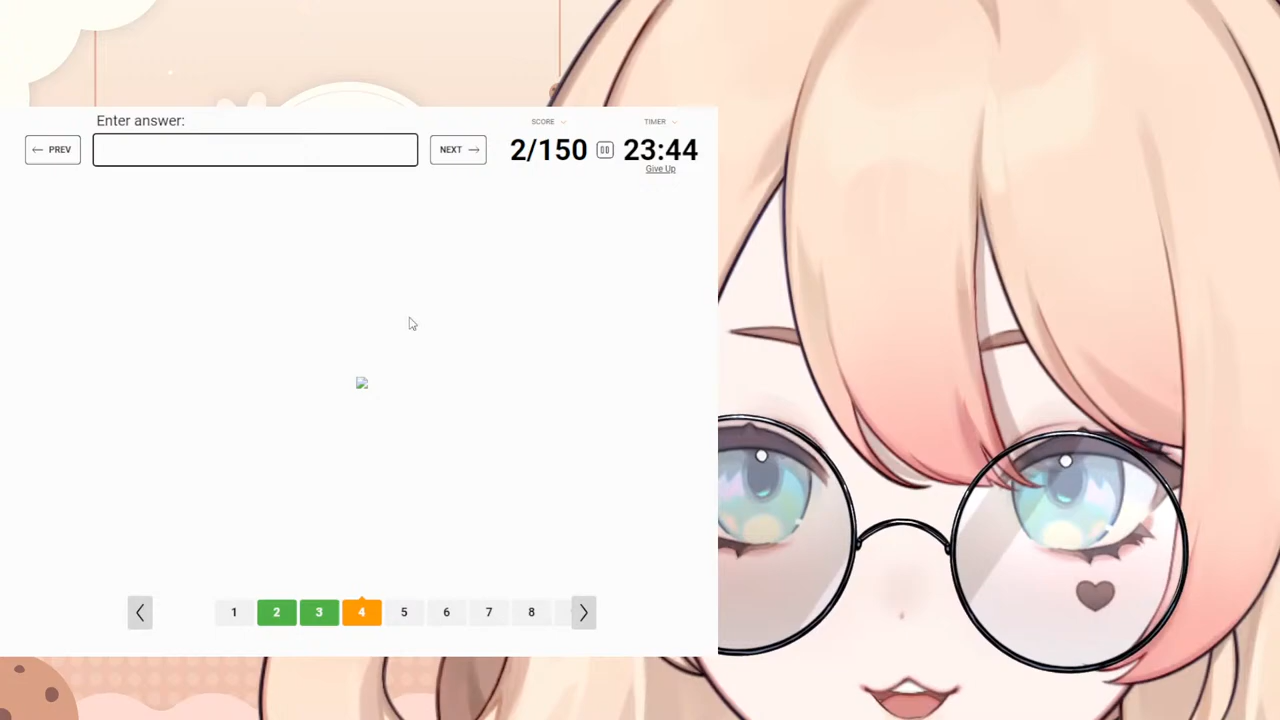 Enter answer:
← PREV
NEXT →
SCORE
2/150
TIMER
23:44
Give Up
1 2 3 4 5 6 7 8